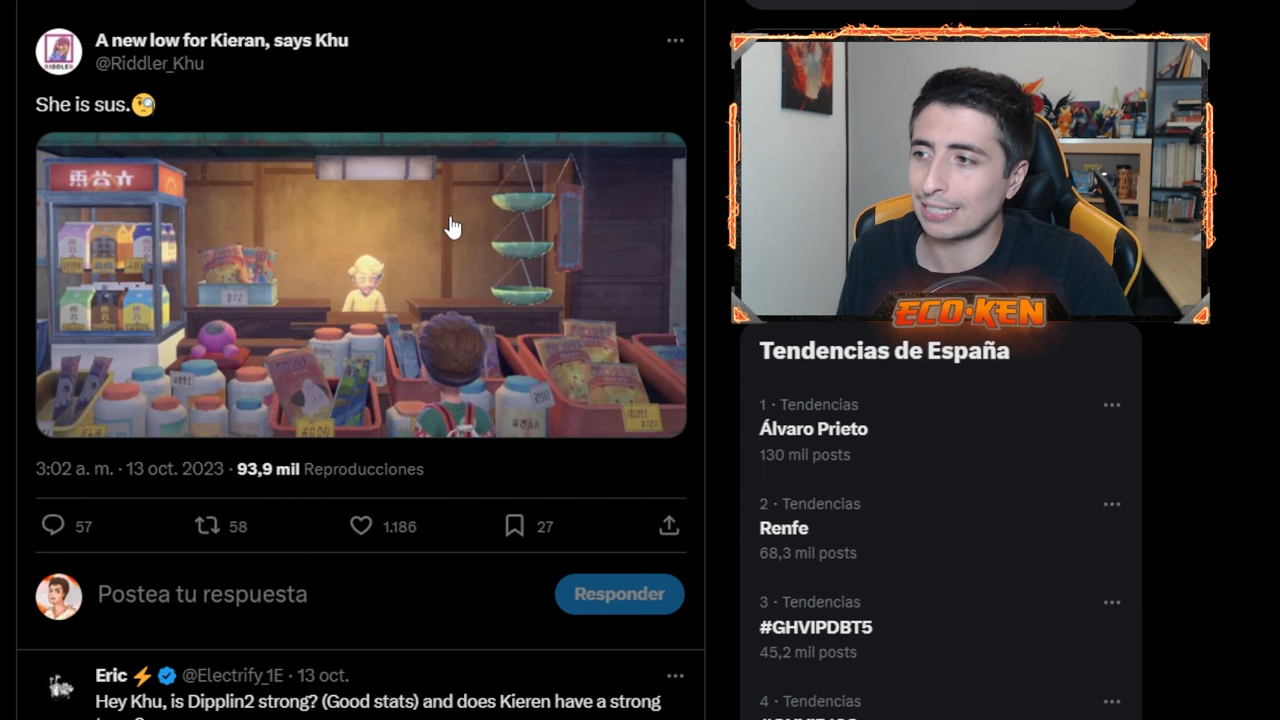 A new low for Kieran, says Khu
@Riddler_Khu
She is sus.🧐
3:02 a. m. · 13 oct. 2023 · 93,9 mil Reproducciones
57
58
1.186
27
Postea tu respuesta
Responder
Eric ⚡ @Electrify_1E · 13 oct.
Hey Khu, is Dipplin2 strong? (Good stats) and does Kieren have a strong
ECO·KEN
Tendencias de España
1 · Tendencias
Álvaro Prieto
130 mil posts
2 · Tendencias
Renfe
68,3 mil posts
3 · Tendencias
#GHVIPDBT5
45,2 mil posts
4 · Tendencias